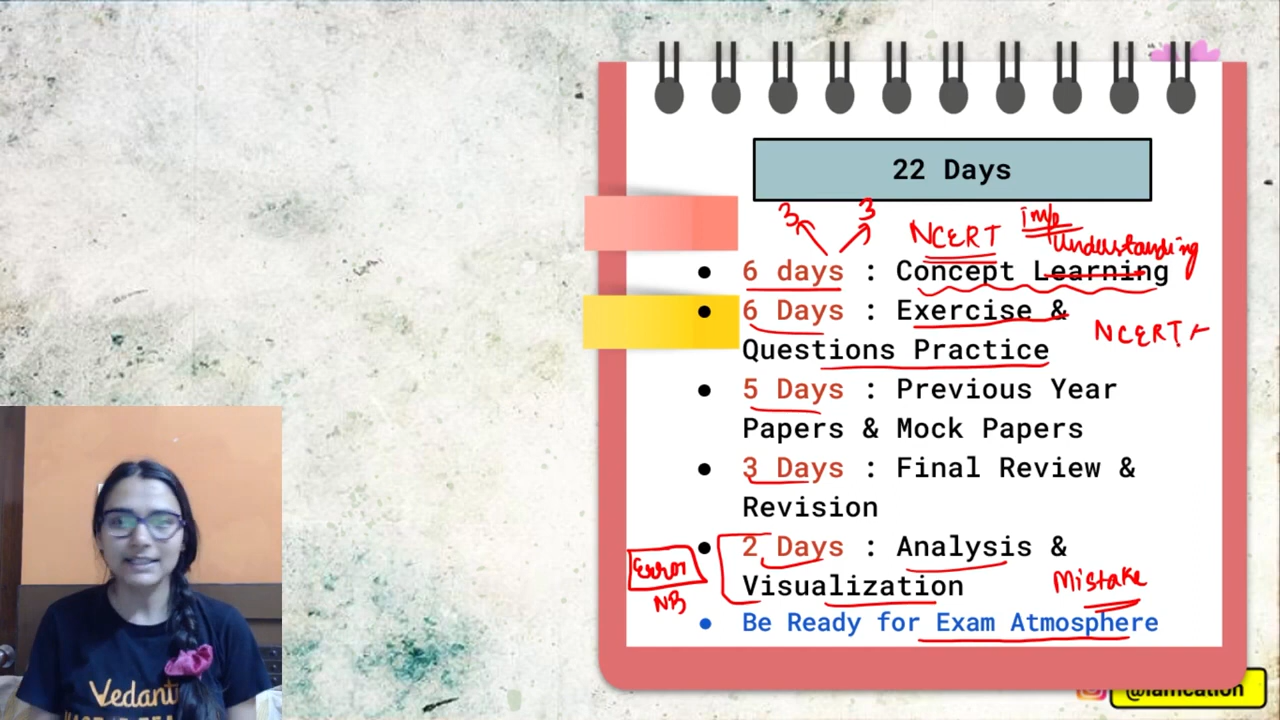 22 Days
3 3 NCERT imp
Understanding
6 days : Concept Learning
6 Days : Exercise &
NCERT +
Questions Practice
5 Days : Previous Year
Papers & Mock Papers
3 Days : Final Review &
Revision
2 Days : Analysis &
Error
Visualization
Mistake
NB
Be Ready for Exam Atmosphere
Vedant